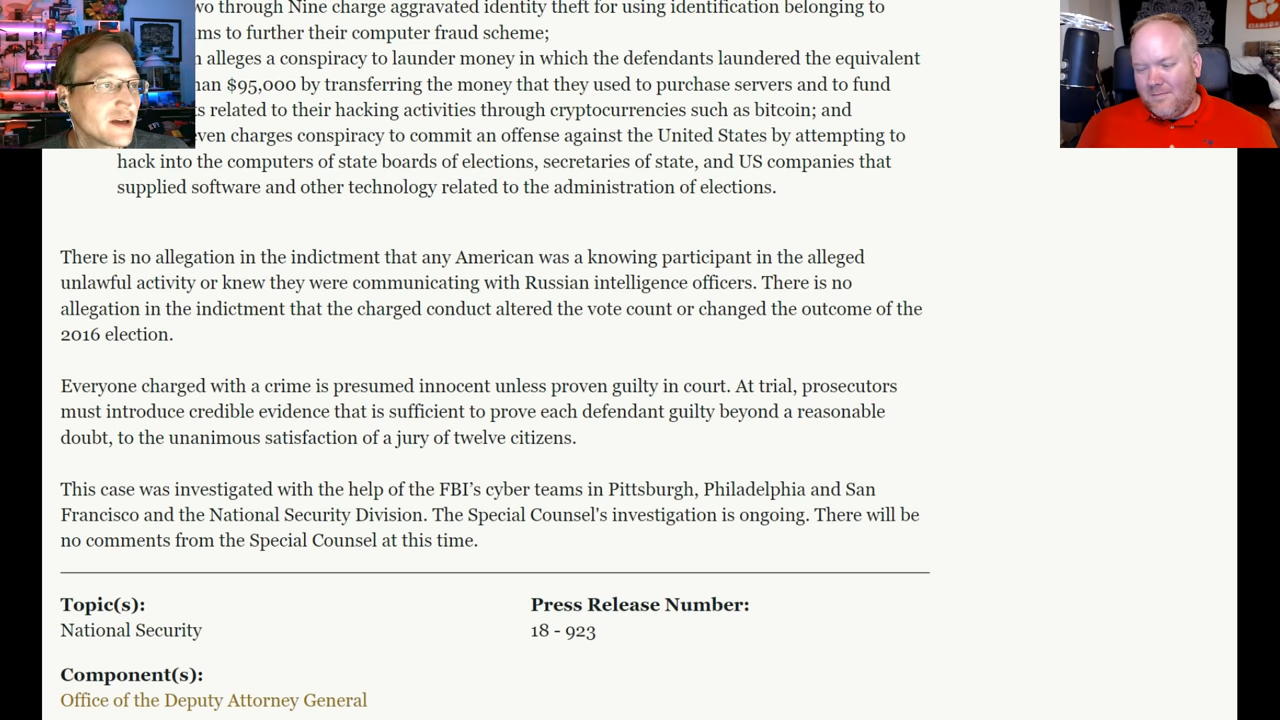 wo through Nine charge aggravated identity theft for using identification belonging to
ms to further their computer fraud scheme;
alleges a conspiracy to launder money in which the defendants laundered the equivalent
han $95,000 by transferring the money that they used to purchase servers and to fund
s related to their hacking activities through cryptocurrencies such as bitcoin; and
ven charges conspiracy to commit an offense against the United States by attempting to
hack into the computers of state boards of elections, secretaries of state, and US companies that
supplied software and other technology related to the administration of elections.
There is no allegation in the indictment that any American was a knowing participant in the alleged
unlawful activity or knew they were communicating with Russian intelligence officers. There is no
allegation in the indictment that the charged conduct altered the vote count or changed the outcome of the
2016 election.
Everyone charged with a crime is presumed innocent unless proven guilty in court. At trial, prosecutors
must introduce credible evidence that is sufficient to prove each defendant guilty beyond a reasonable
doubt, to the unanimous satisfaction of a jury of twelve citizens.
This case was investigated with the help of the FBI’s cyber teams in Pittsburgh, Philadelphia and San
Francisco and the National Security Division. The Special Counsel's investigation is ongoing. There will be
no comments from the Special Counsel at this time.
Topic(s):
National Security
Press Release Number:
18 - 923
Component(s):
Office of the Deputy Attorney General